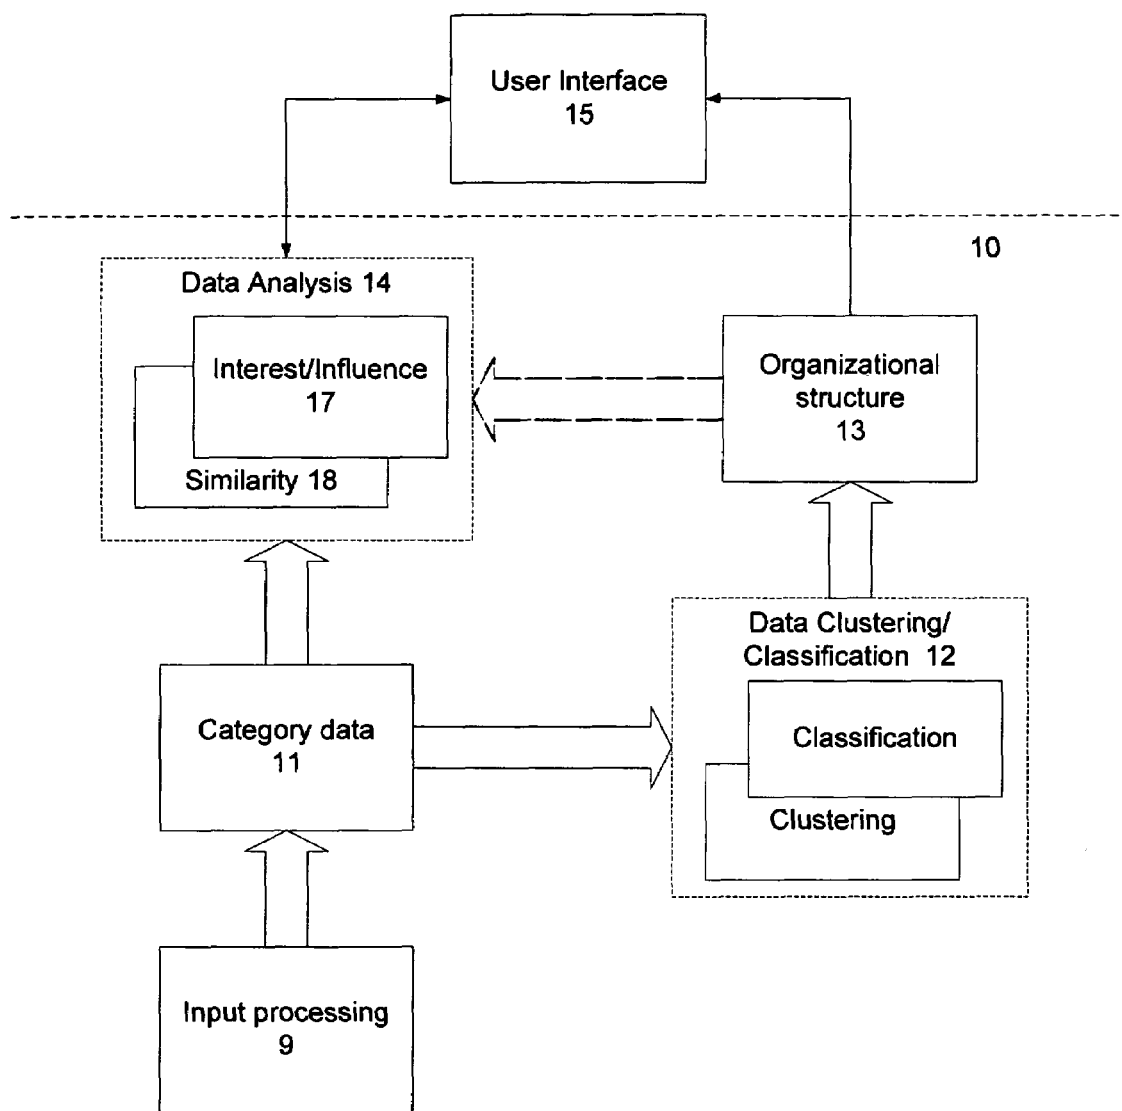 User Interface
15
10
Data Analysis 14
Interest/Influence
17
Similarity 18
Organizational
structure
13
Data Clustering/
Classification 12
Classification
Clustering
Category data
11
Input processing
9